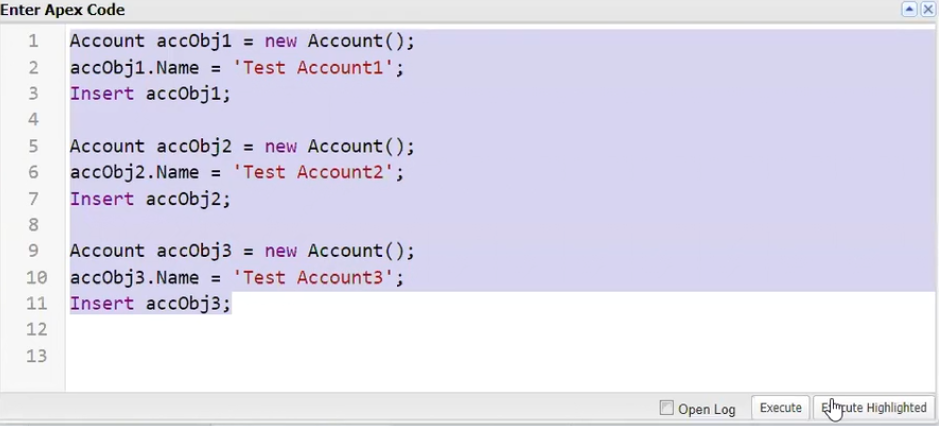 Enter Apex Code
1 Account accObj1 = new Account();
2 accObj1.Name = 'Test Account1';
3 Insert accObj1;
4
5 Account accObj2 = new Account();
6 accObj2.Name = 'Test Account2';
7 Insert accObj2;
8
9 Account accObj3 = new Account();
10 accObj3.Name = 'Test Account3';
11 Insert accObj3;
12
13
Open Log Execute Execute Highlighted